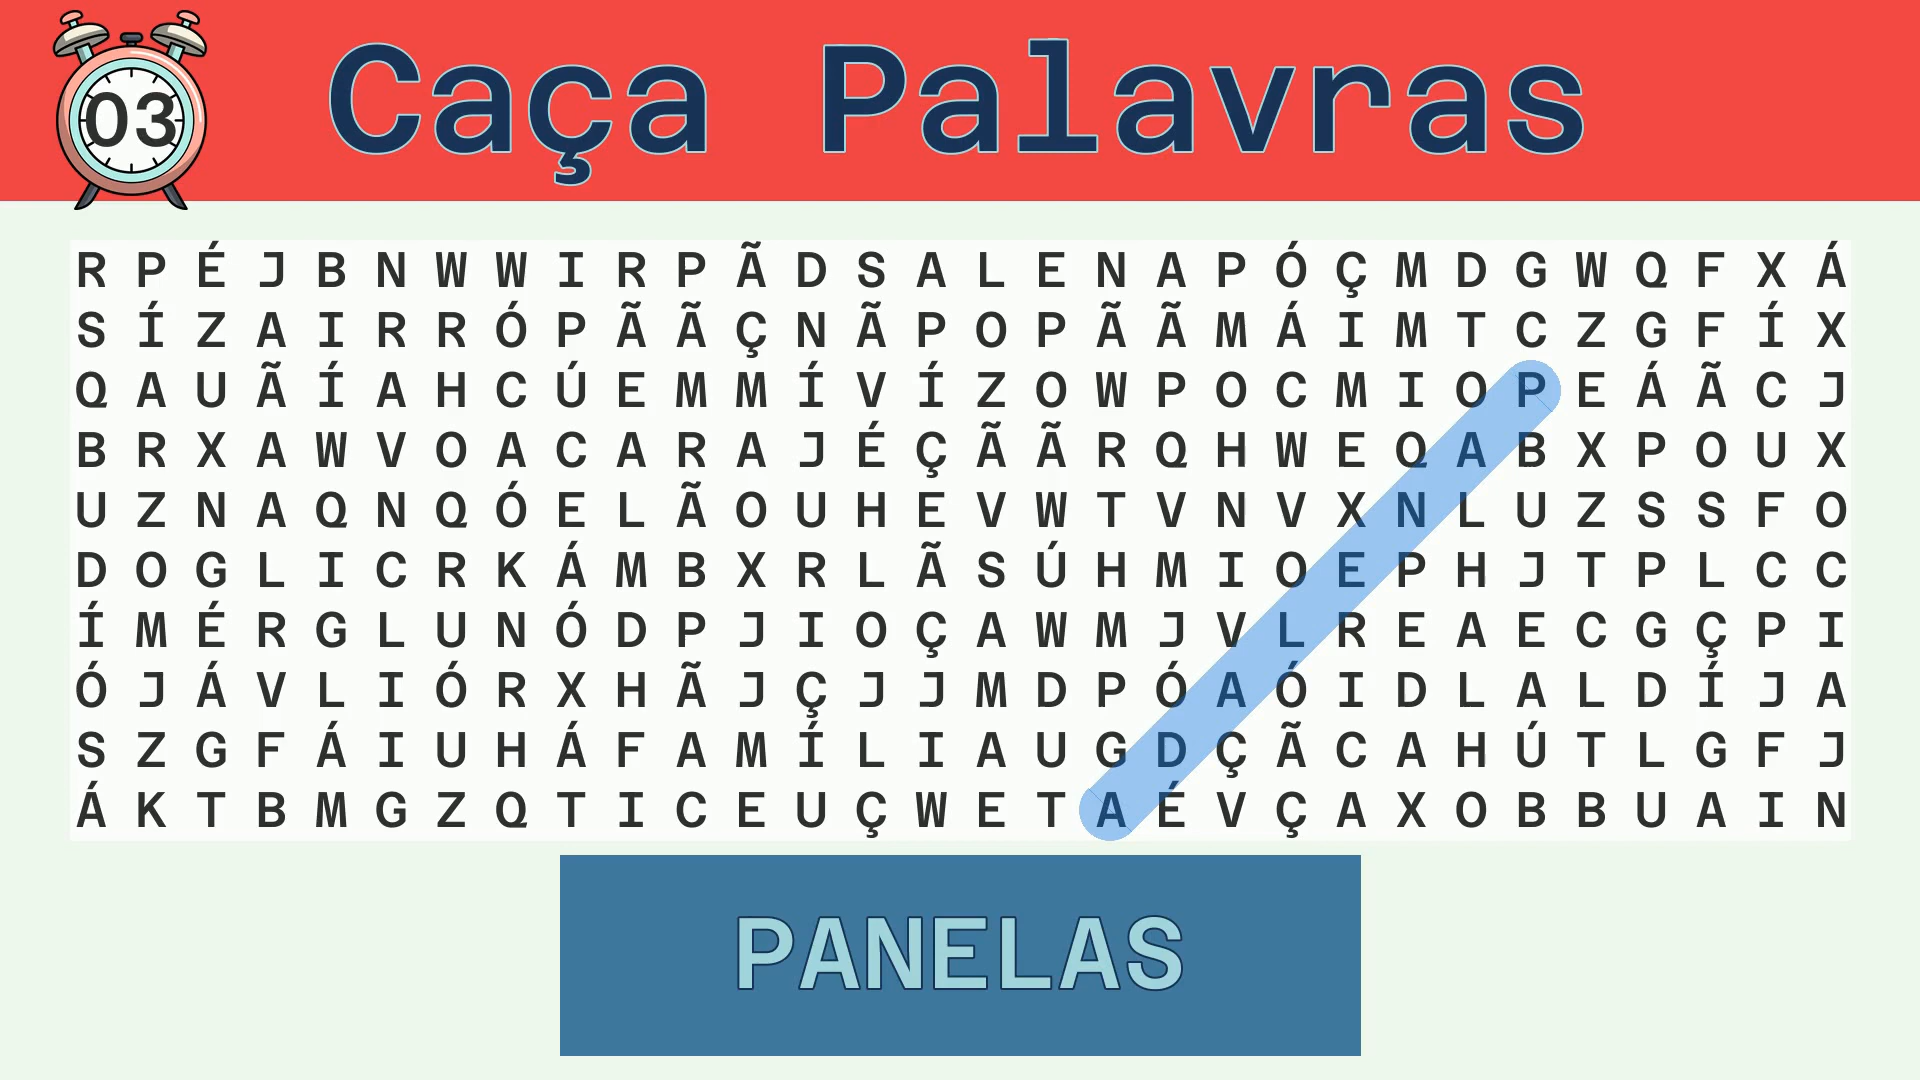 03
Caça Palavras
R P É J B N W W I R P Ã D S A L E N A P Ó Ç M D G W Q F X Á
S Í Z A I R R Ó P Ã Ã Ç N Ã P O P Ã Ã M Á I M T C Z G F Í X
Q A U Ã Í A H C Ú E M M Í V Í Z O W P O C M I O P E Á Ã C J
B R X A W V O A C A R A J É Ç Ã Ã R Q H W E Q A B X P O U X
U Z N A Q N Q Ó E L Ã O U H E V W T V N V X N L U Z S S F O
D O G L I C R K Á M B X R L Ã S Ú H M I O E P H J T P L C C
Í M É R G L U N Ó D P J I O Ç A W M J V L R E A E C G Ç P I
Ó J Á V L I Ó R X H Ã J Ç J J M D P Ó A Ó I D L A L D Í J A
S Z G F Á I U H Á F A M Í L I A U G D Ç Ã C A H Ú T L G F J
Á K T B M G Z Q T I C E U Ç W E T A É V Ç A X O B B U A I N
PANELAS